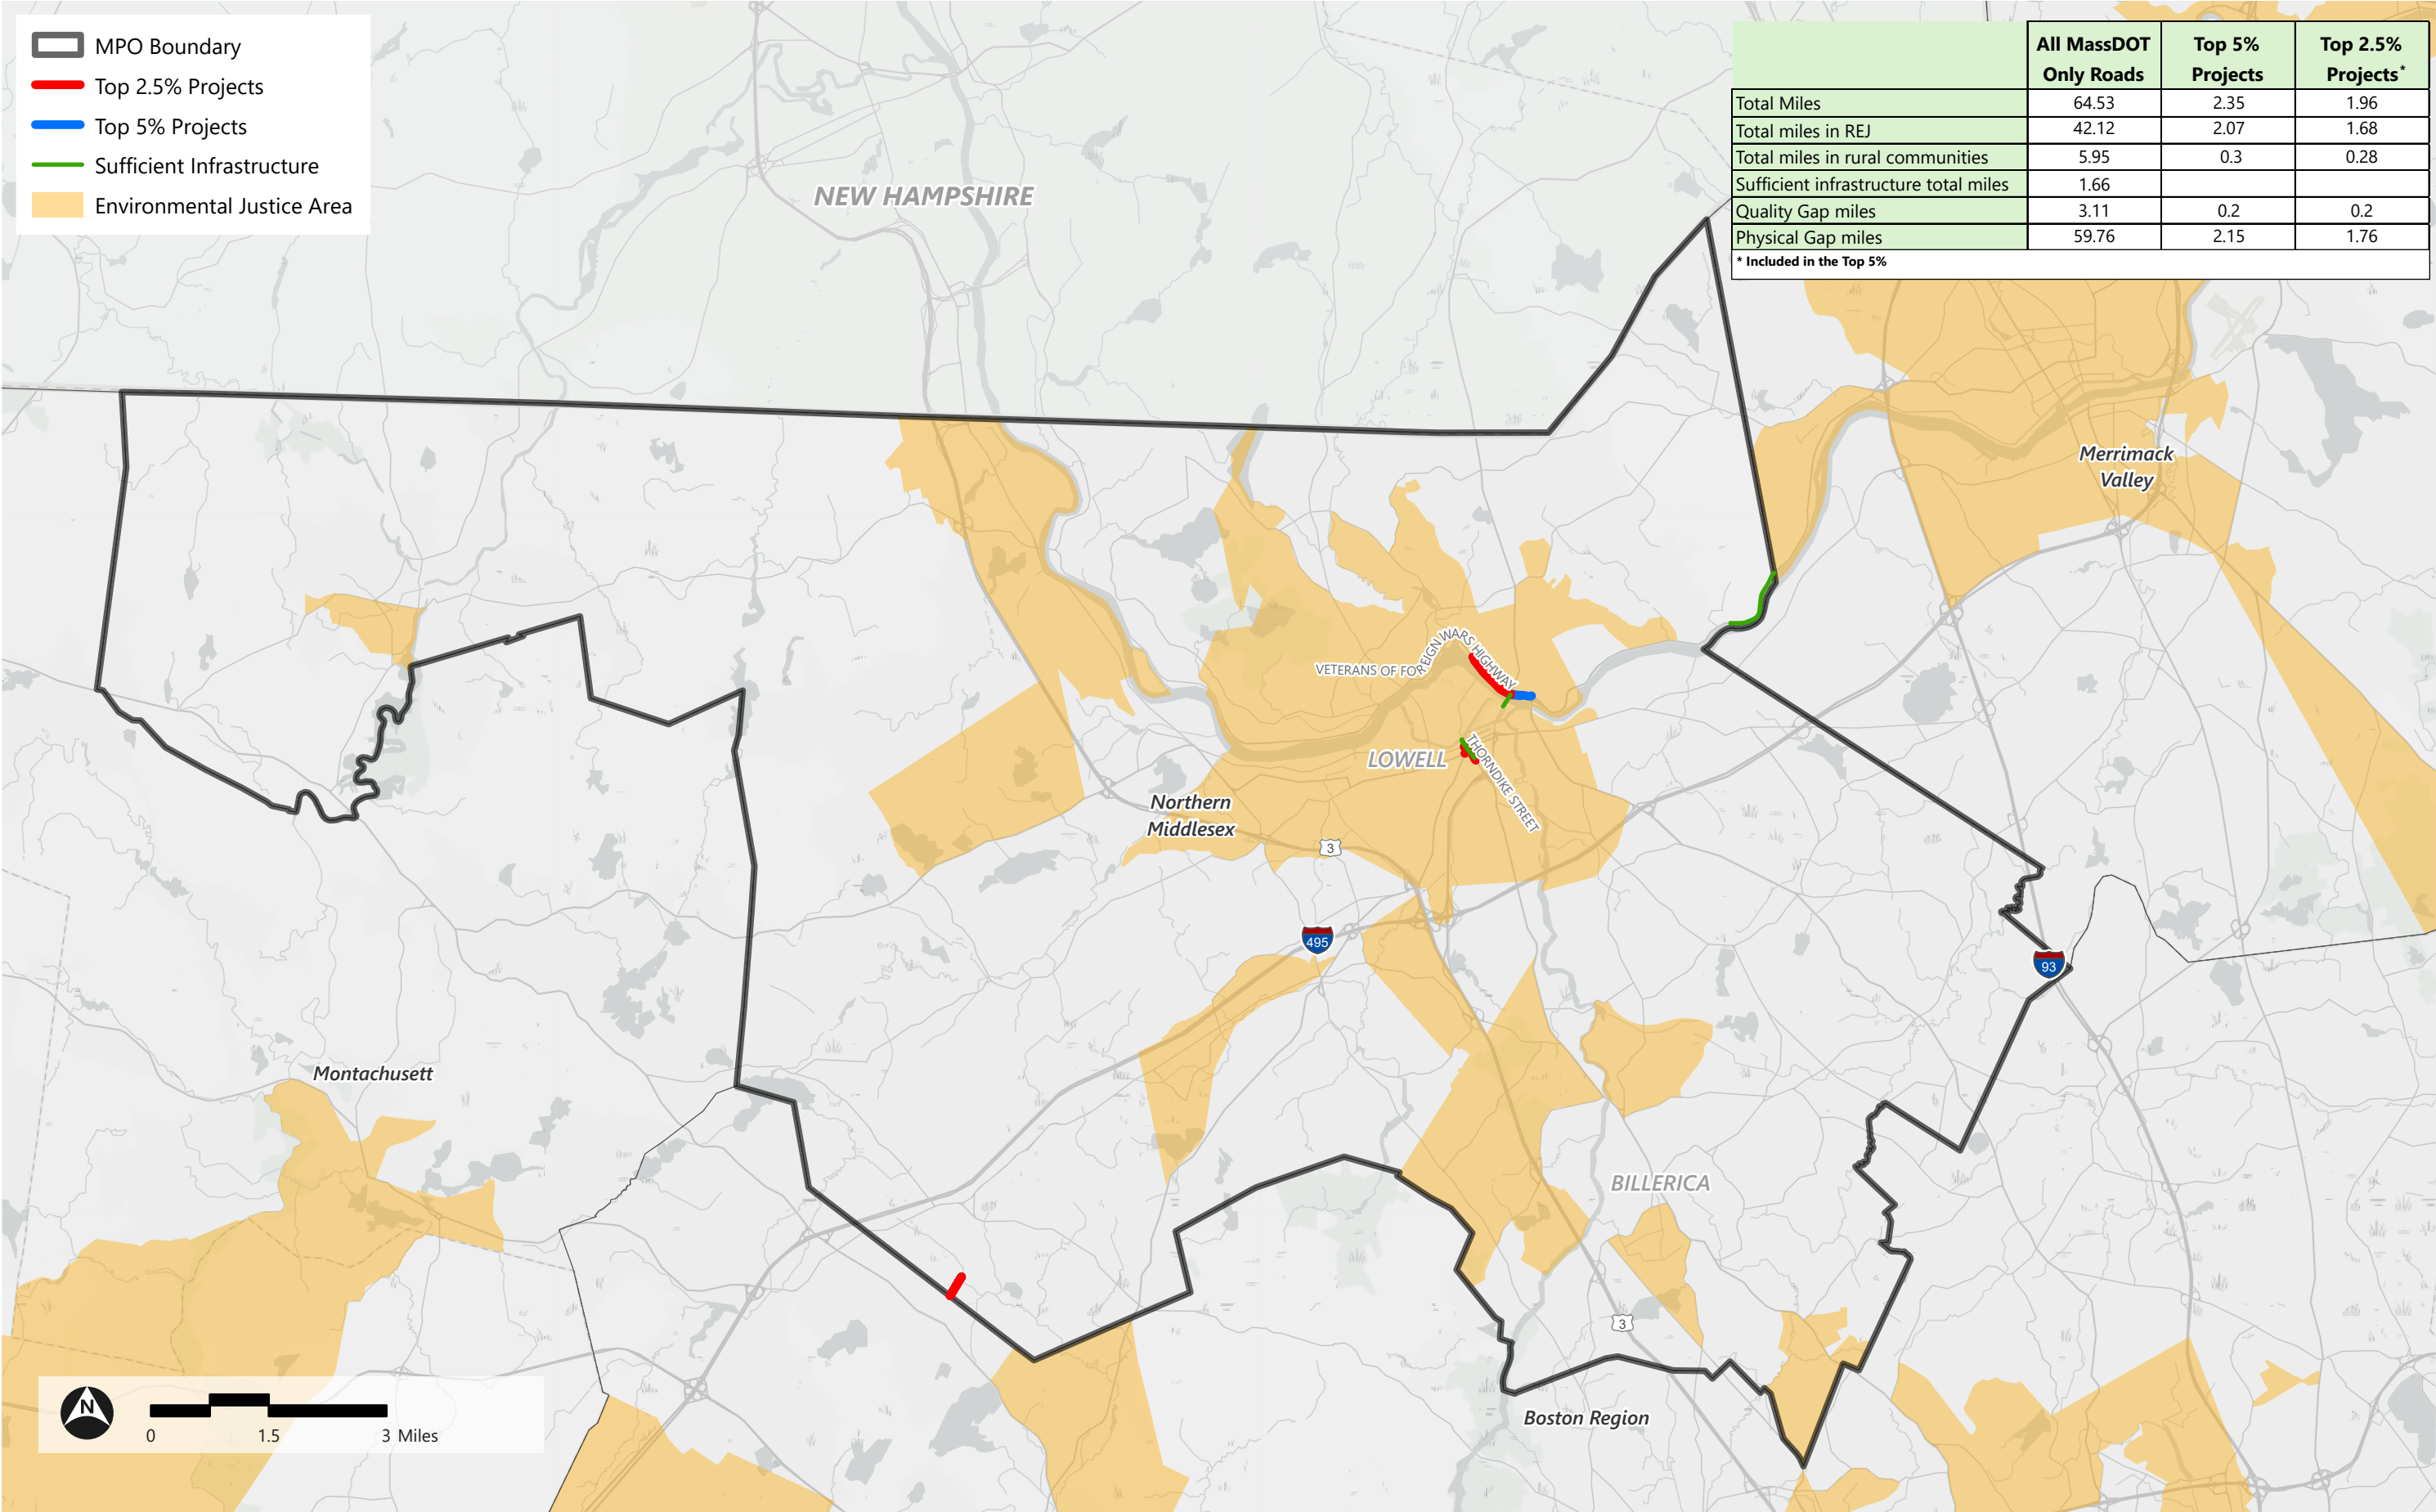 MPO Boundary
Top 2.5% Projects
Top 5% Projects
Sufficient Infrastructure
Environmental Justice Area
All MassDOT Only Roads	Top 5% Projects	Top 2.5% Projects*
Total Miles	64.53	2.35	1.96
Total miles in REJ	42.12	2.07	1.68
Total miles in rural communities	5.95	0.3	0.28
Sufficient infrastructure total miles	1.66
Quality Gap miles	3.11	0.2	0.2
Physical Gap miles	59.76	2.15	1.76
* Included in the Top 5%
NEW HAMPSHIRE
Merrimack
Valley
VETERANS OF FOREIGN WARS HIGHWAY
LOWELL
THORNDIKE STREET
Northern
Middlesex
3
495
93
Montachusett
BILLERICA
3
Boston Region
N
0 1.5 3 Miles